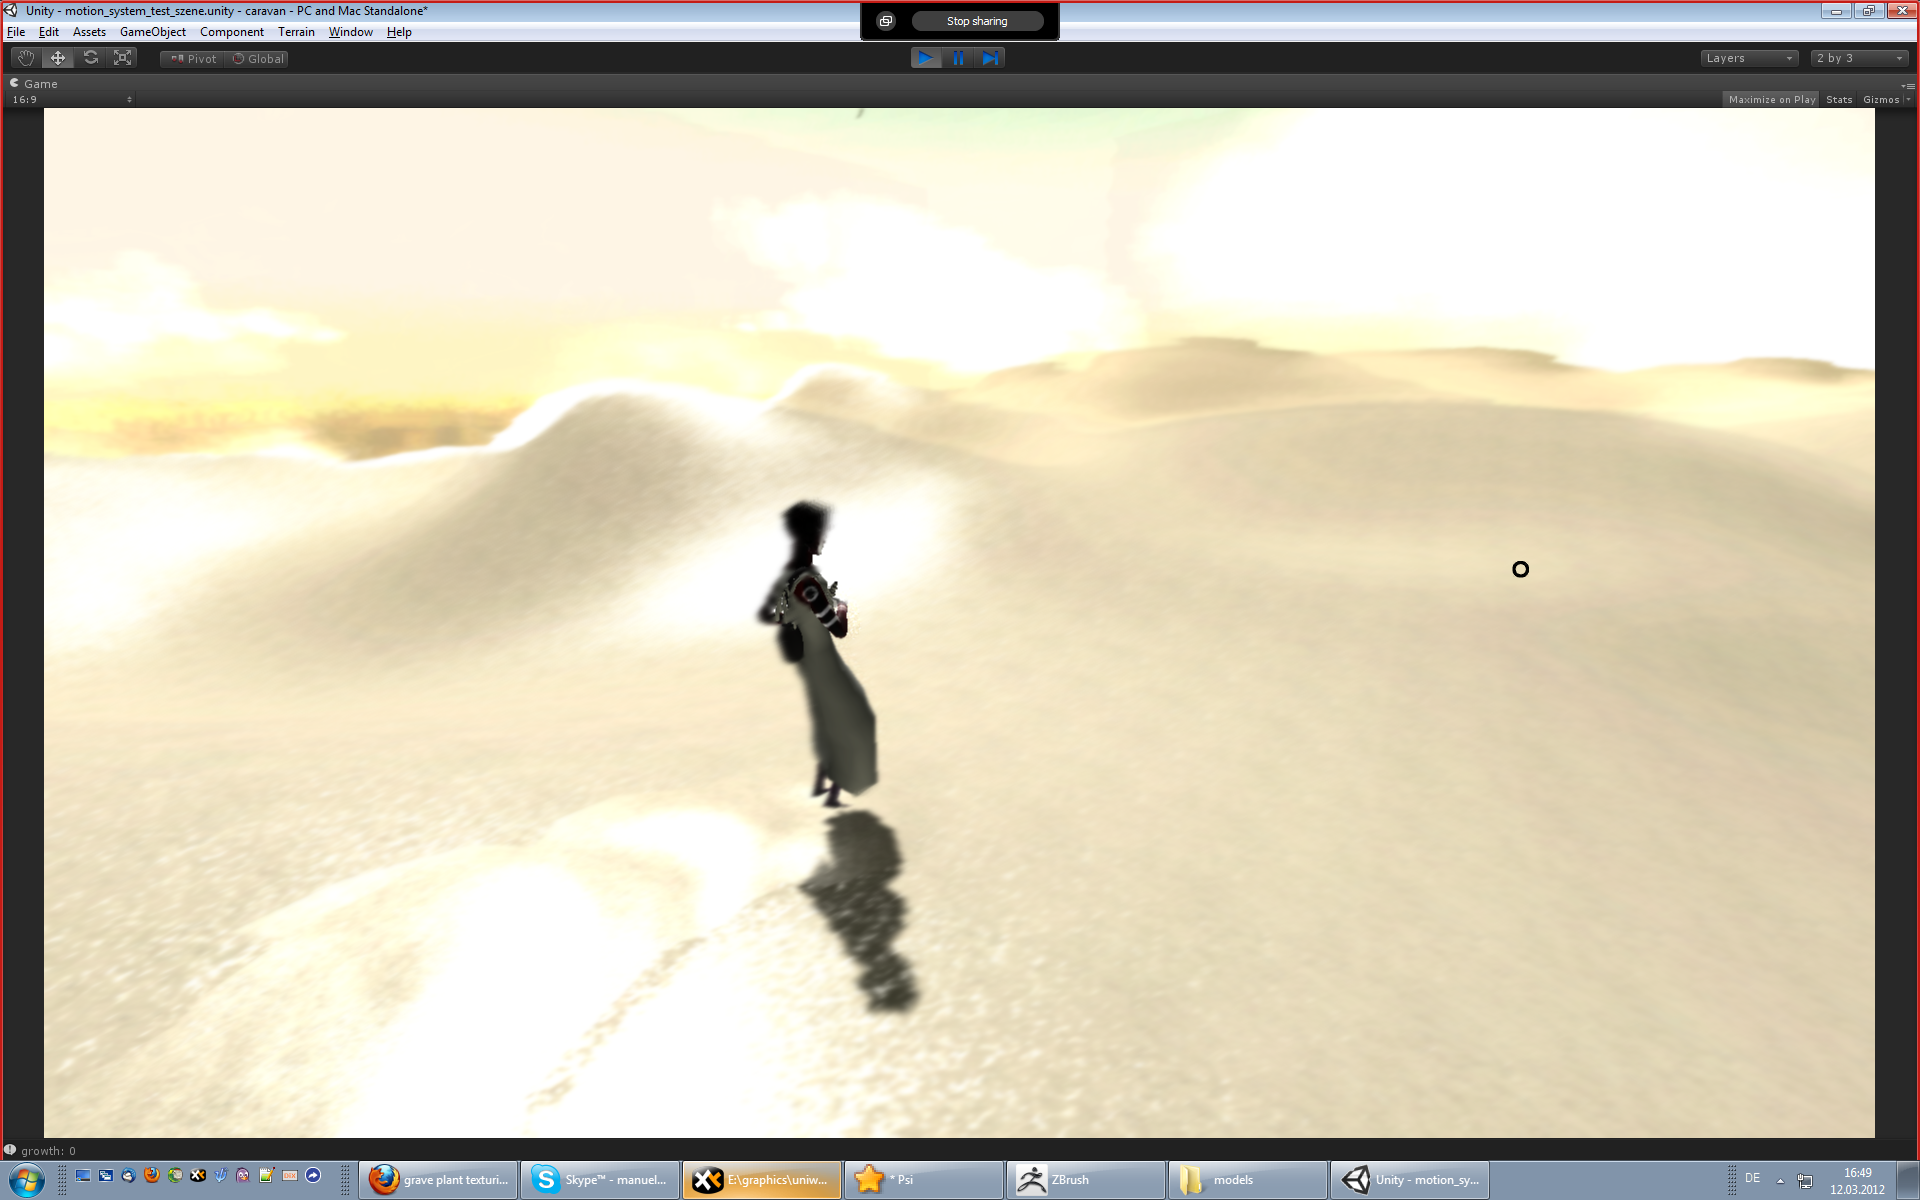 Unity - motion_system_test_szene.unity - caravan - PC and Mac Standalone*
Stop sharing
File Edit Assets GameObject Component Terrain Window Help
Pivot Global
Layers
2 by 3
Game
16:9
Maximize on Play Stats Gizmos
growth: 0
grave plant texturi...
Skype™ - manuel...
E:\graphics\uniw...
* Psi
ZBrush
models
Unity - motion_sy...
DE
16:49
12.03.2012